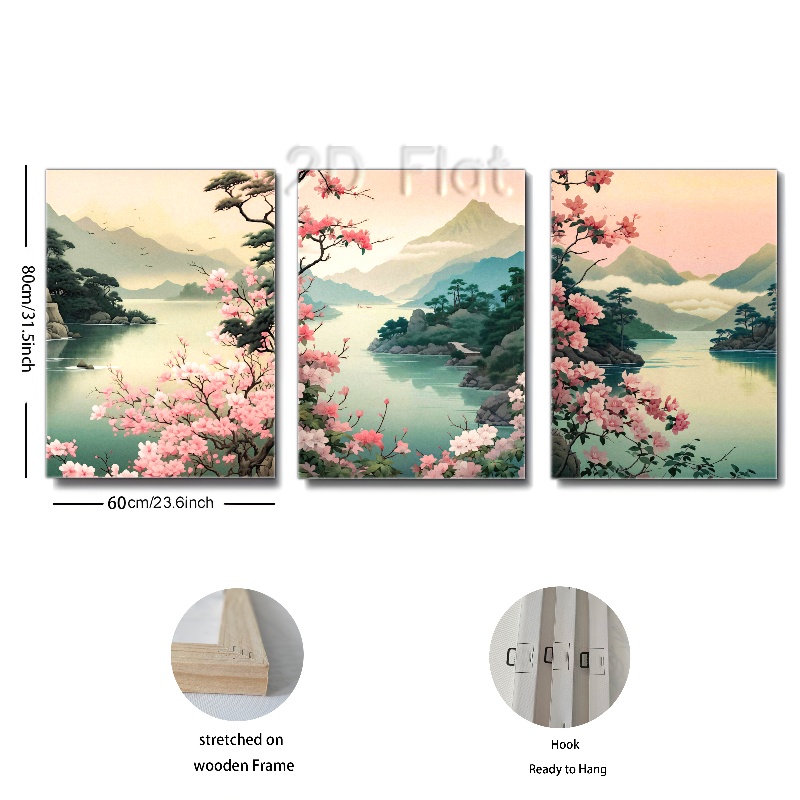 2D Flat
80cm/31.5inch
60cm/23.6inch
stretched on
wooden Frame
Hook
Ready to Hang